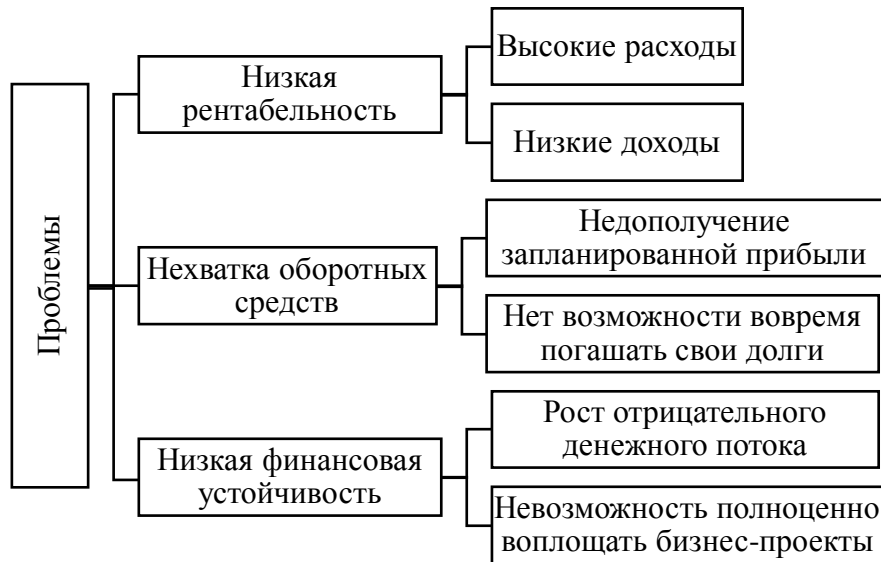 Проблемы
Низкая
рентабельность
Высокие расходы
Низкие доходы
Нехватка оборотных
средств
Недополучение
запланированной прибыли
Нет возможности вовремя
погашать свои долги
Низкая финансовая
устойчивость
Рост отрицательного
денежного потока
Невозможность полноценно
воплощать бизнес-проекты